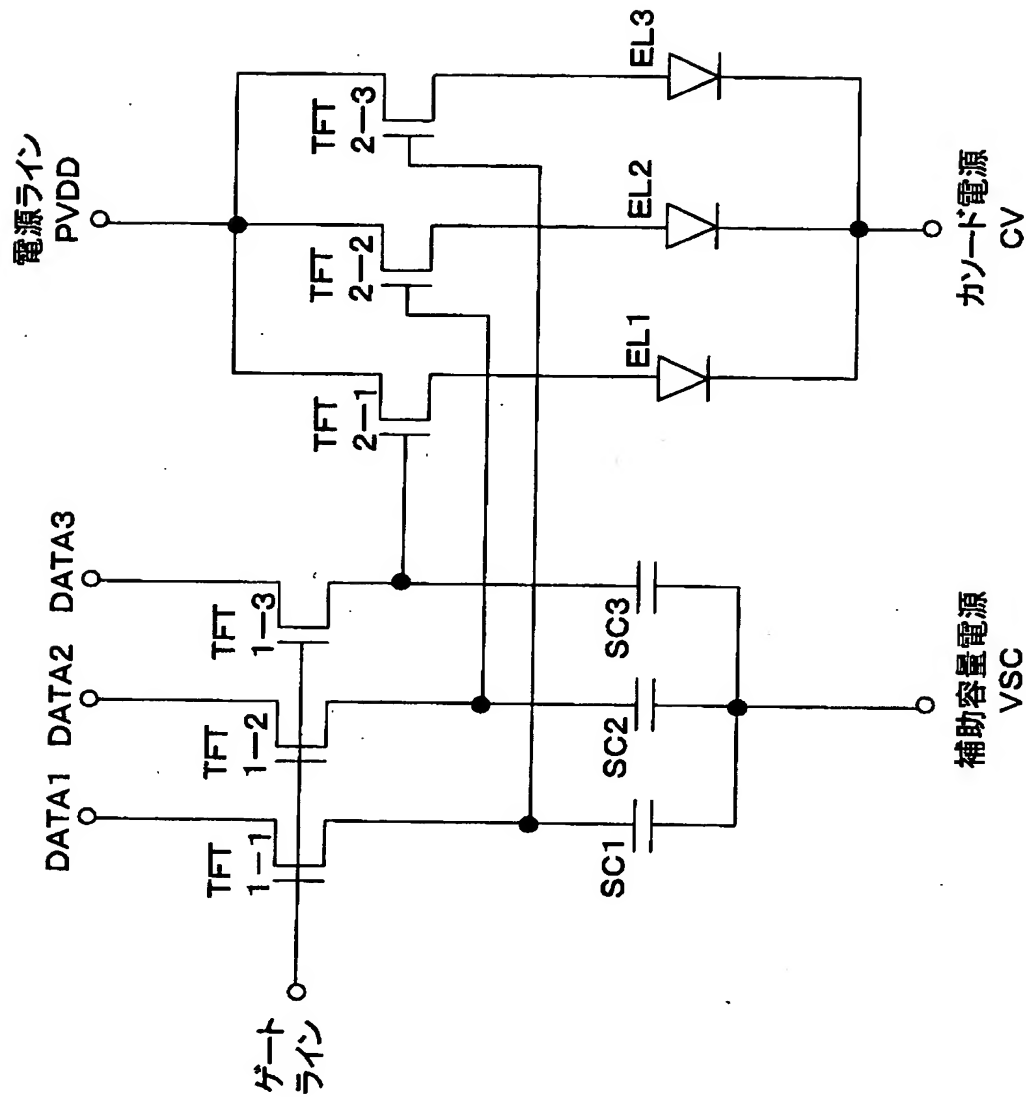 電源ライン
PVDD
DATA1
DATA2
DATA3
TFT
1—1
TFT
1—2
TFT
1—3
TFT
2—1
TFT
2—2
TFT
2—3
ゲート
ライン
SC1
SC2
SC3
EL1
EL2
EL3
補助容量電源
VSC
カソード電源
CV